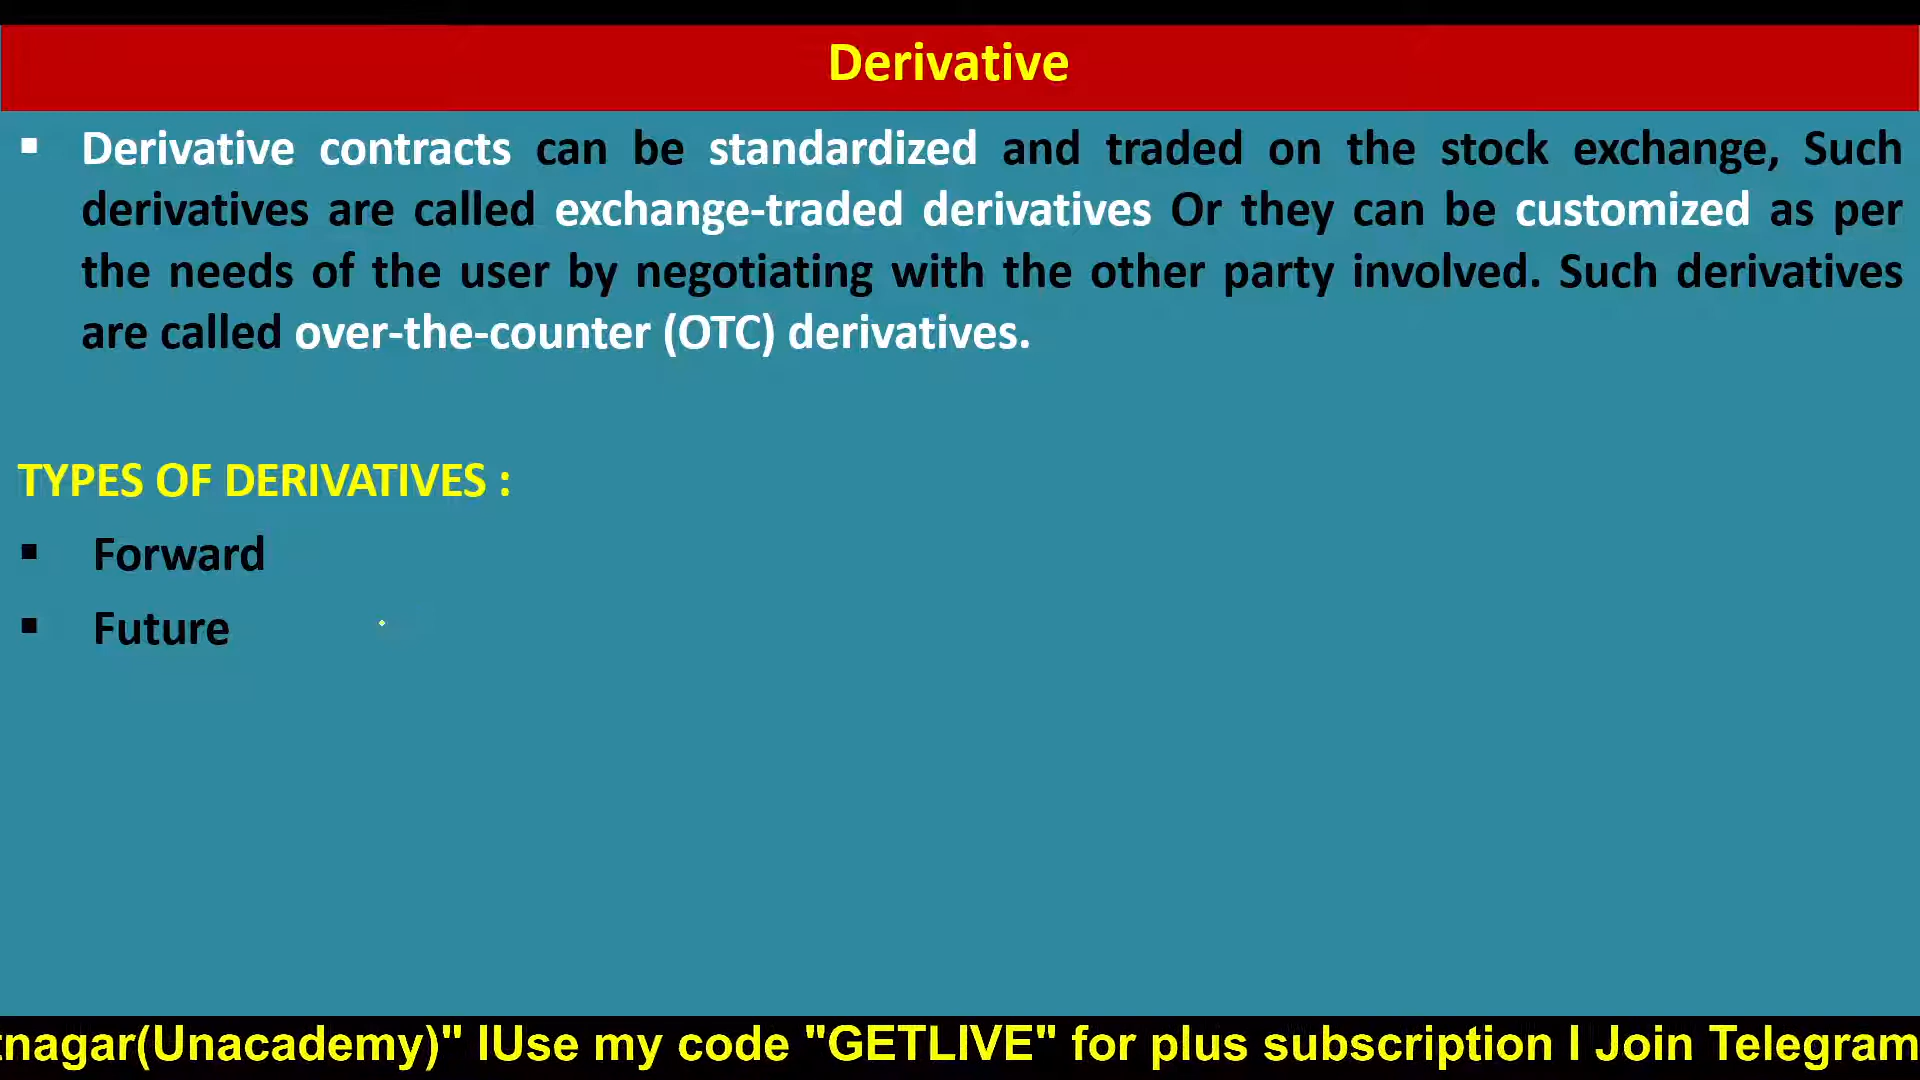 Derivative
▪ Derivative contracts can be standardized and traded on the stock exchange, Such
derivatives are called exchange-traded derivatives Or they can be customized as per
the needs of the user by negotiating with the other party involved. Such derivatives
are called over-the-counter (OTC) derivatives.
TYPES OF DERIVATIVES :
▪ Forward
▪ Future
tnagar(Unacademy)" IUse my code "GETLIVE" for plus subscription I Join Telegram